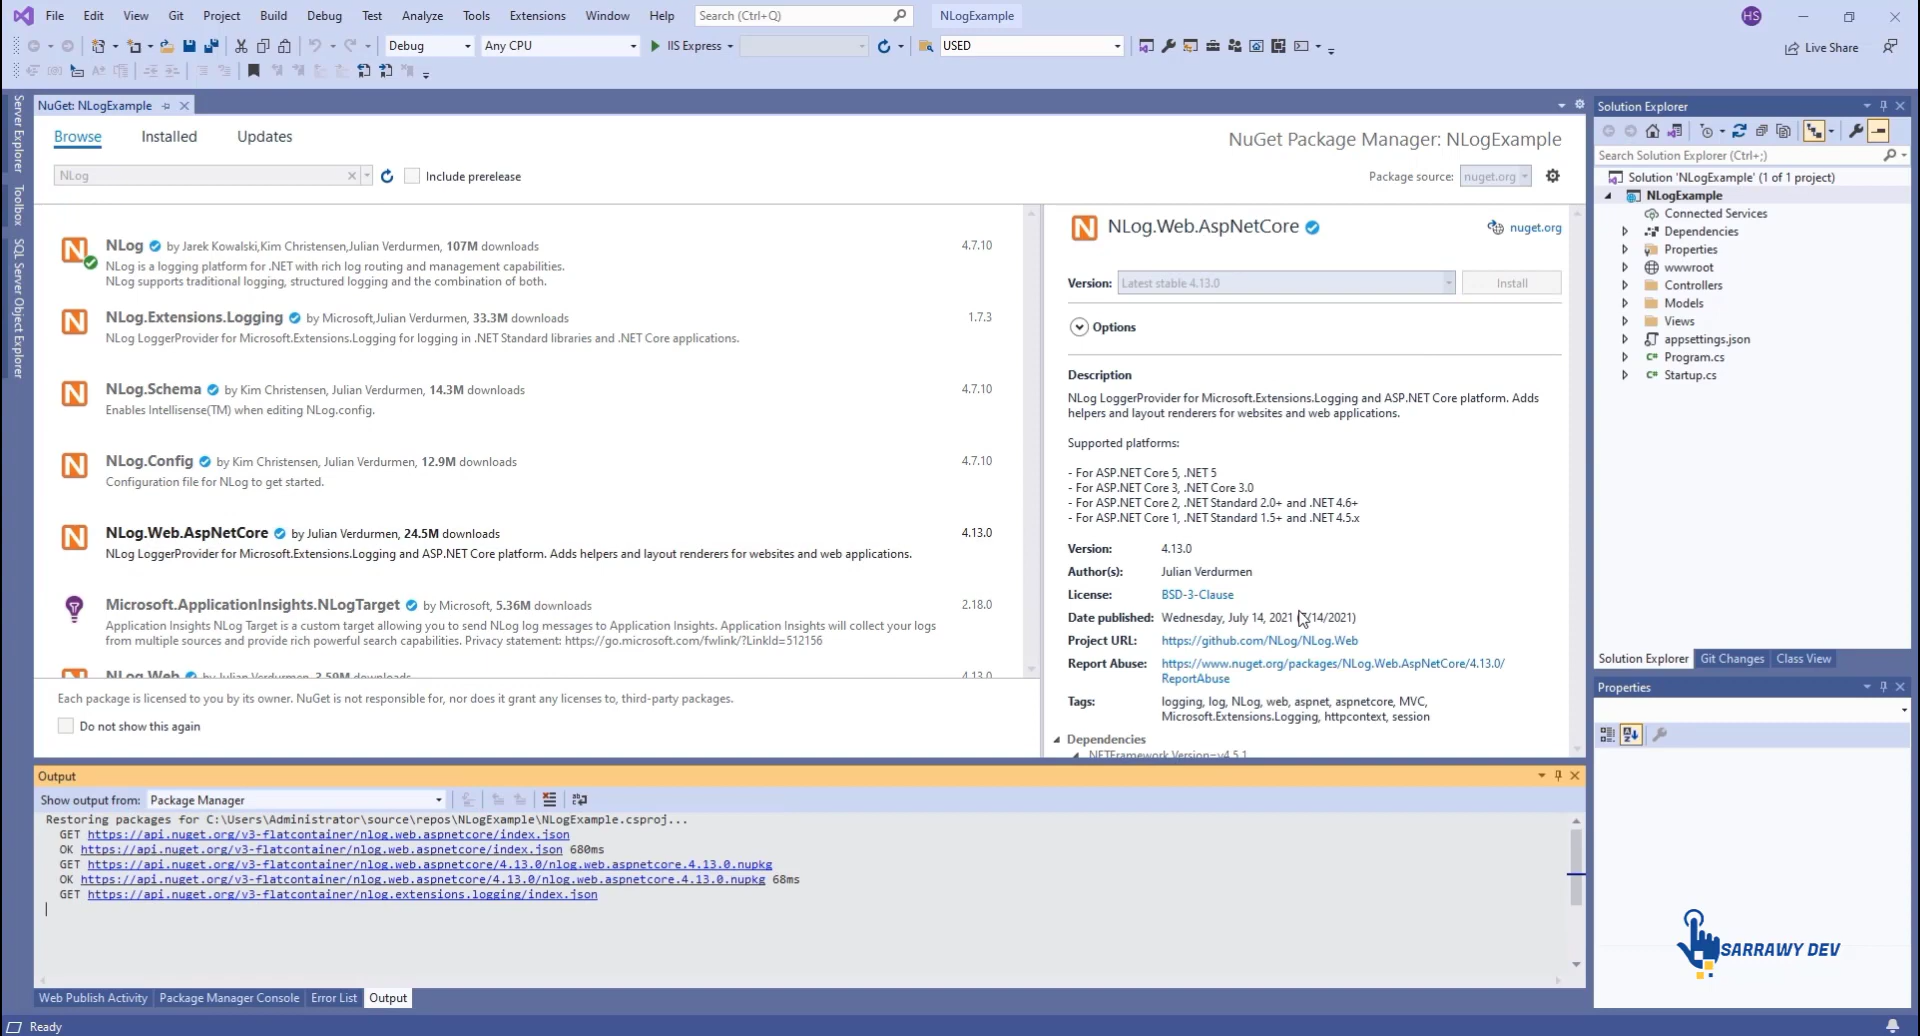 File Edit View Git Project Build Debug Test Analyze Tools Extensions Window Help Search (Ctrl+Q) NLogExample HS
Debug Any CPU IIS Express USED Live Share
NuGet: NLogExample
Server Explorer
Toolbox
SQL Server Object Explorer
Browse Installed Updates
NuGet Package Manager: NLogExample
NLog Include prerelease
Package source: nuget.org
NLog by Jarek Kowalski,Kim Christensen,Julian Verdurmen, 107M downloads 4.7.10
NLog is a logging platform for .NET with rich log routing and management capabilities.
NLog supports traditional logging, structured logging and the combination of both.
NLog.Extensions.Logging by Microsoft,Julian Verdurmen, 33.3M downloads 1.7.3
NLog LoggerProvider for Microsoft.Extensions.Logging for logging in .NET Standard libraries and .NET Core applications.
NLog.Schema by Kim Christensen, Julian Verdurmen, 14.3M downloads 4.7.10
Enables Intellisense(TM) when editing NLog.config.
NLog.Config by Kim Christensen, Julian Verdurmen, 12.9M downloads 4.7.10
Configuration file for NLog to get started.
NLog.Web.AspNetCore by Julian Verdurmen, 24.5M downloads 4.13.0
NLog LoggerProvider for Microsoft.Extensions.Logging and ASP.NET Core platform. Adds helpers and layout renderers for websites and web applications.
Microsoft.ApplicationInsights.NLogTarget by Microsoft, 5.36M downloads 2.18.0
Application Insights NLog Target is a custom target allowing you to send NLog log messages to Application Insights. Application Insights will collect your logs
from multiple sources and provide rich powerful search capabilities. Privacy statement: https://go.microsoft.com/fwlink/?LinkId=512156
NLog.Web by Julian Verdurmen, 3.59M downloads 4.13.0
Each package is licensed to you by its owner. NuGet is not responsible for, nor does it grant any licenses to, third-party packages.
Do not show this again
NLog.Web.AspNetCore nuget.org
Version: Latest stable 4.13.0 Install
Options
Description
NLog LoggerProvider for Microsoft.Extensions.Logging and ASP.NET Core platform. Adds
helpers and layout renderers for websites and web applications.
Supported platforms:
- For ASP.NET Core 5, .NET 5
- For ASP.NET Core 3, .NET Core 3.0
- For ASP.NET Core 2, .NET Standard 2.0+ and .NET 4.6+
- For ASP.NET Core 1, .NET Standard 1.5+ and .NET 4.5.x
Version: 4.13.0
Author(s): Julian Verdurmen
License: BSD-3-Clause
Date published: Wednesday, July 14, 2021 (7/14/2021)
Project URL: https://github.com/NLog/NLog.Web
Report Abuse: https://www.nuget.org/packages/NLog.Web.AspNetCore/4.13.0/
ReportAbuse
Tags: logging, log, NLog, web, aspnet, aspnetcore, MVC,
Microsoft.Extensions.Logging, httpcontext, session
Dependencies
.NETFramework,Version=v4.5.1
Output
Show output from: Package Manager
Restoring packages for C:\Users\Administrator\source\repos\NLogExample\NLogExample.csproj...
GET https://api.nuget.org/v3-flatcontainer/nlog.web.aspnetcore/index.json
OK https://api.nuget.org/v3-flatcontainer/nlog.web.aspnetcore/index.json 680ms
GET https://api.nuget.org/v3-flatcontainer/nlog.web.aspnetcore/4.13.0/nlog.web.aspnetcore.4.13.0.nupkg
OK https://api.nuget.org/v3-flatcontainer/nlog.web.aspnetcore/4.13.0/nlog.web.aspnetcore.4.13.0.nupkg 68ms
GET https://api.nuget.org/v3-flatcontainer/nlog.extensions.logging/index.json
Web Publish Activity Package Manager Console Error List Output
Ready
Solution Explorer
Search Solution Explorer (Ctrl+;)
Solution 'NLogExample' (1 of 1 project)
NLogExample
Connected Services
Dependencies
Properties
wwwroot
Controllers
Models
Views
appsettings.json
C# Program.cs
C# Startup.cs
Solution Explorer Git Changes Class View
Properties
SARRAWY DEV